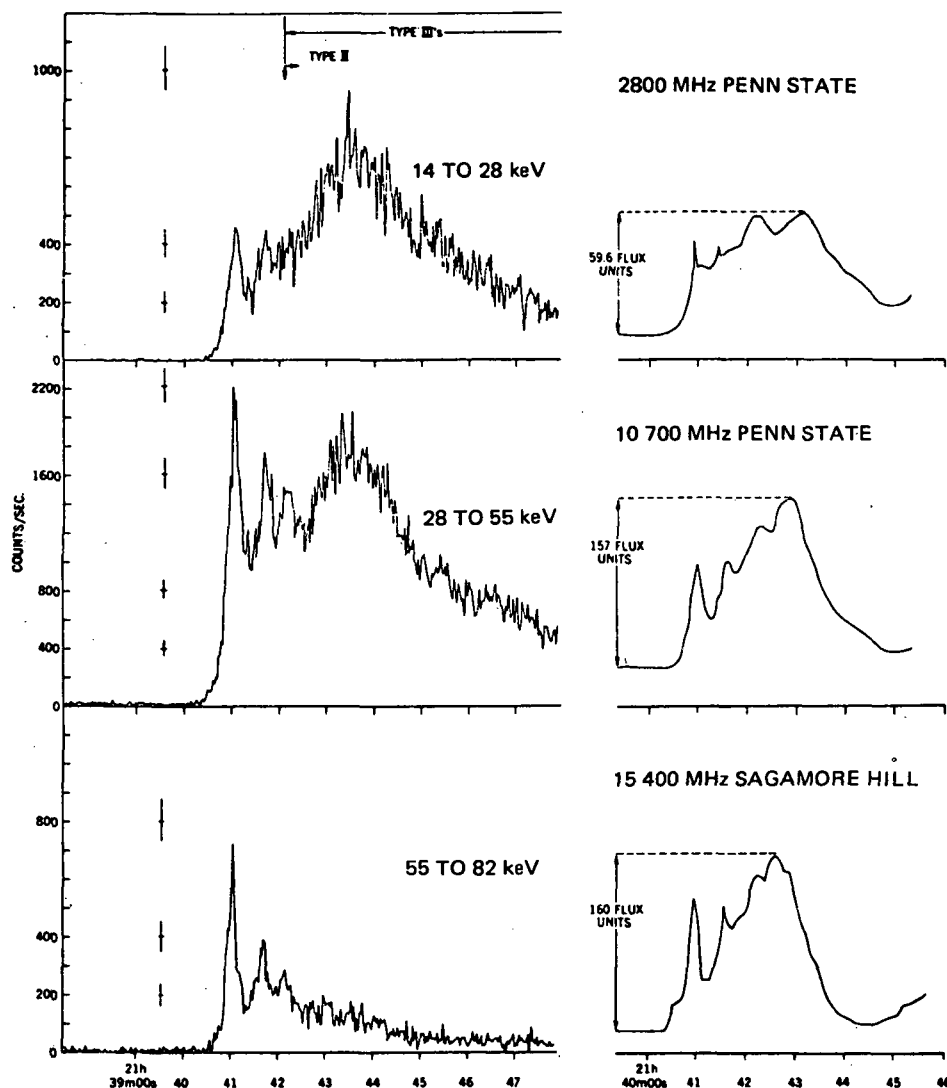 TYPE III's
TYPE II
1000
400
200
0
14 TO 28 keV
2200
1600
800
400
0
28 TO 55 keV
COUNTS/SEC.
800
400
200
0
55 TO 82 keV
21h
39m00s 40 41 42 43 44 45 46 47
2800 MHz PENN STATE
59.6 FLUX
UNITS
10 700 MHz PENN STATE
157 FLUX
UNITS
15 400 MHz SAGAMORE HILL
160 FLUX
UNITS
21h
40m00s 41 42 43 44 45